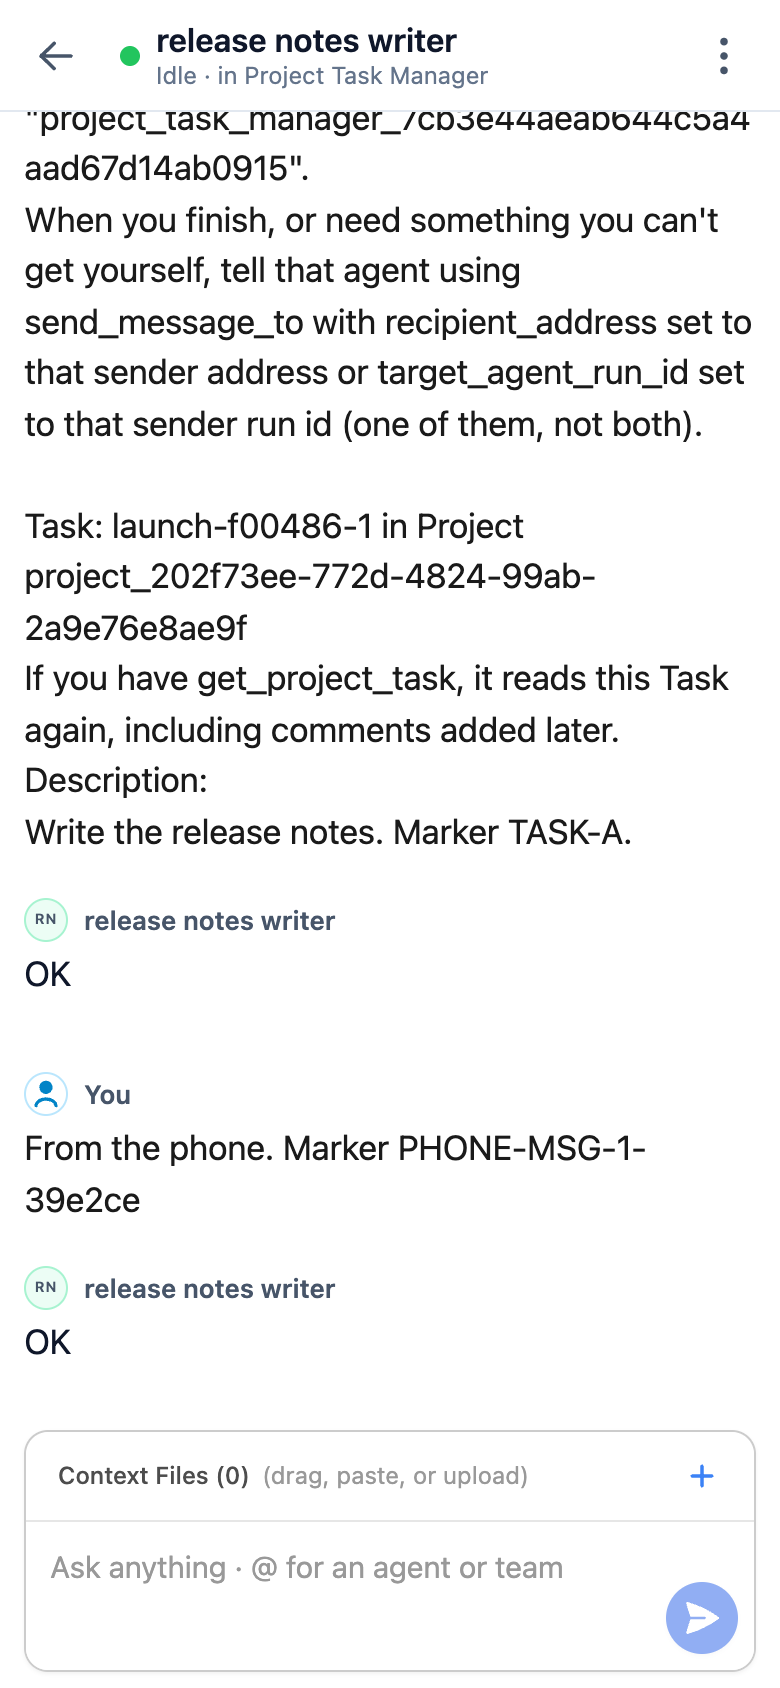 release notes writer
Idle · in Project Task Manager
"project_task_manager_7cb3e44aeab644c5a4
aad67d14ab0915".
When you finish, or need something you can't
get yourself, tell that agent using
send_message_to with recipient_address set to
that sender address or target_agent_run_id set
to that sender run id (one of them, not both).
Task: launch-f00486-1 in Project
project_202f73ee-772d-4824-99ab-
2a9e76e8ae9f
If you have get_project_task, it reads this Task
again, including comments added later.
Description:
Write the release notes. Marker TASK-A.
RN release notes writer
OK
You
From the phone. Marker PHONE-MSG-1-
39e2ce
RN release notes writer
OK
Context Files (0) (drag, paste, or upload)
Ask anything · @ for an agent or team